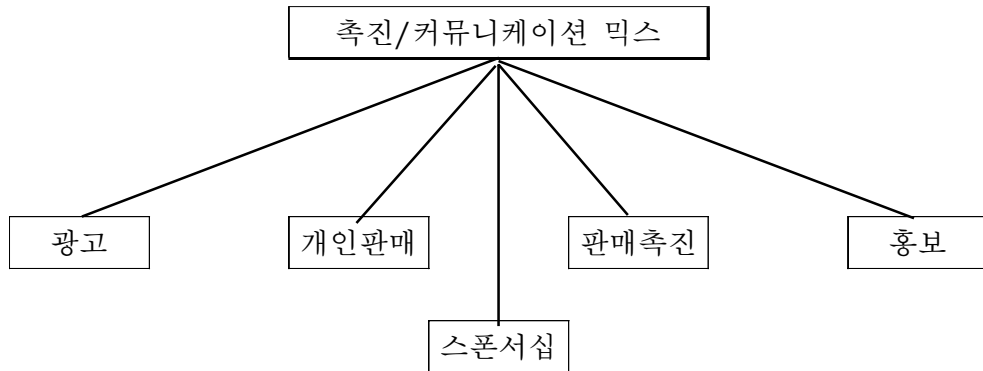 촉진/커뮤니케이션 믹스
광고
개인판매
판매촉진
홍보
스폰서십